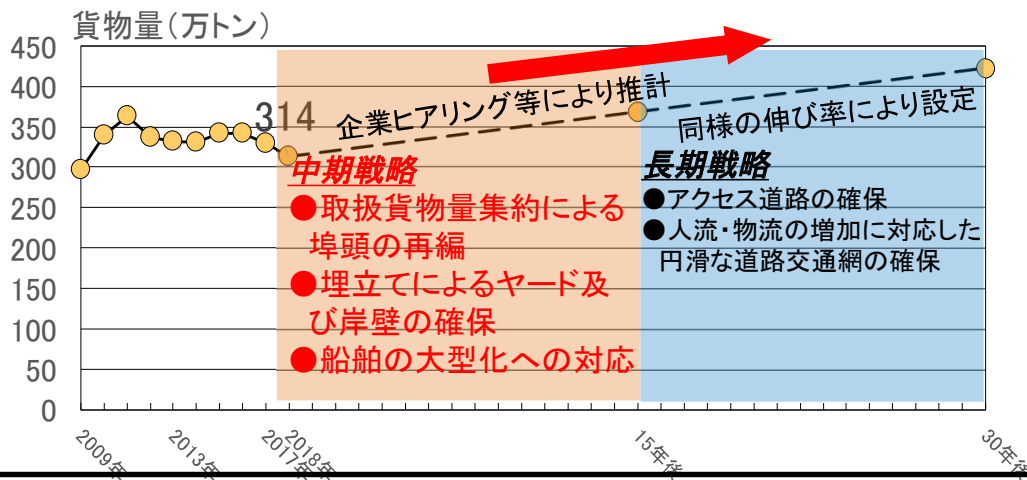 貨物量(万トン)
450
400
350
300
250
200
150
100
50
0
314
企業ヒアリング等により推計
同様の伸び率により設定
中期戦略
●取扱貨物量集約による
埠頭の再編
●埋立てによるヤード及
び岸壁の確保
●船舶の大型化への対応
長期戦略
●アクセス道路の確保
●人流・物流の増加に対応した
円滑な道路交通網の確保
2009年
2013年
2017年
2018年
15年後
30年後